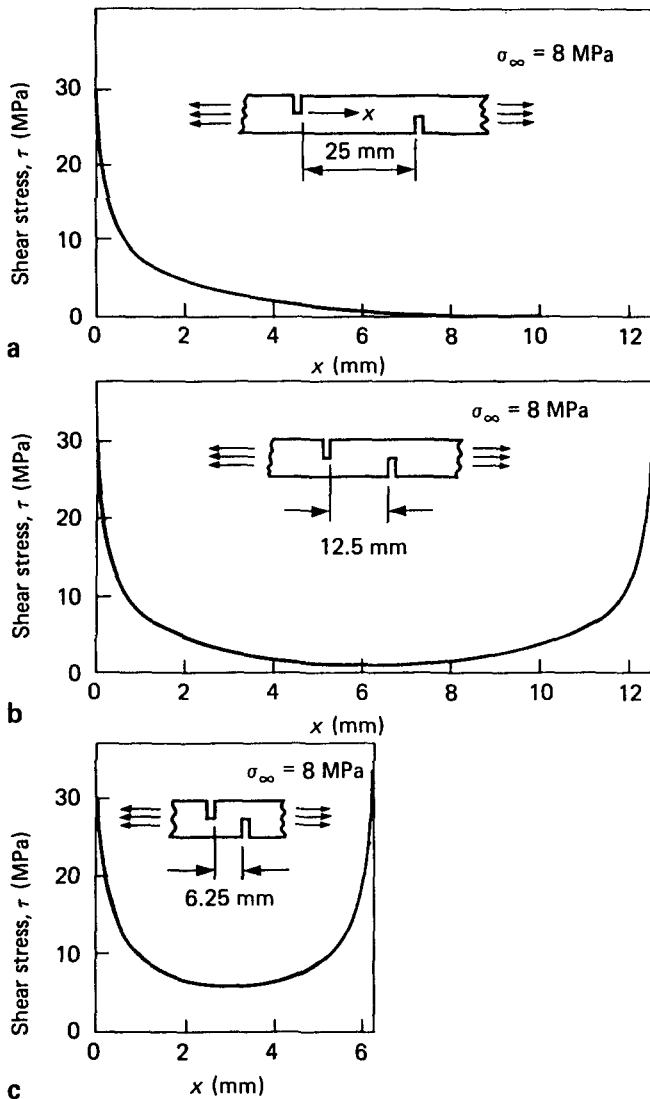 σ∞ = 8 MPa
30
20
10
0
Shear stress, τ (MPa)
x
25 mm
0 2 4 6 8 10 12
x (mm)
a
σ∞ = 8 MPa
30
20
10
0
Shear stress, τ (MPa)
12.5 mm
0 2 4 6 8 10 12
x (mm)
b
σ∞ = 8 MPa
30
20
10
0
Shear stress, τ (MPa)
6.25 mm
0 2 4 6
x (mm)
c